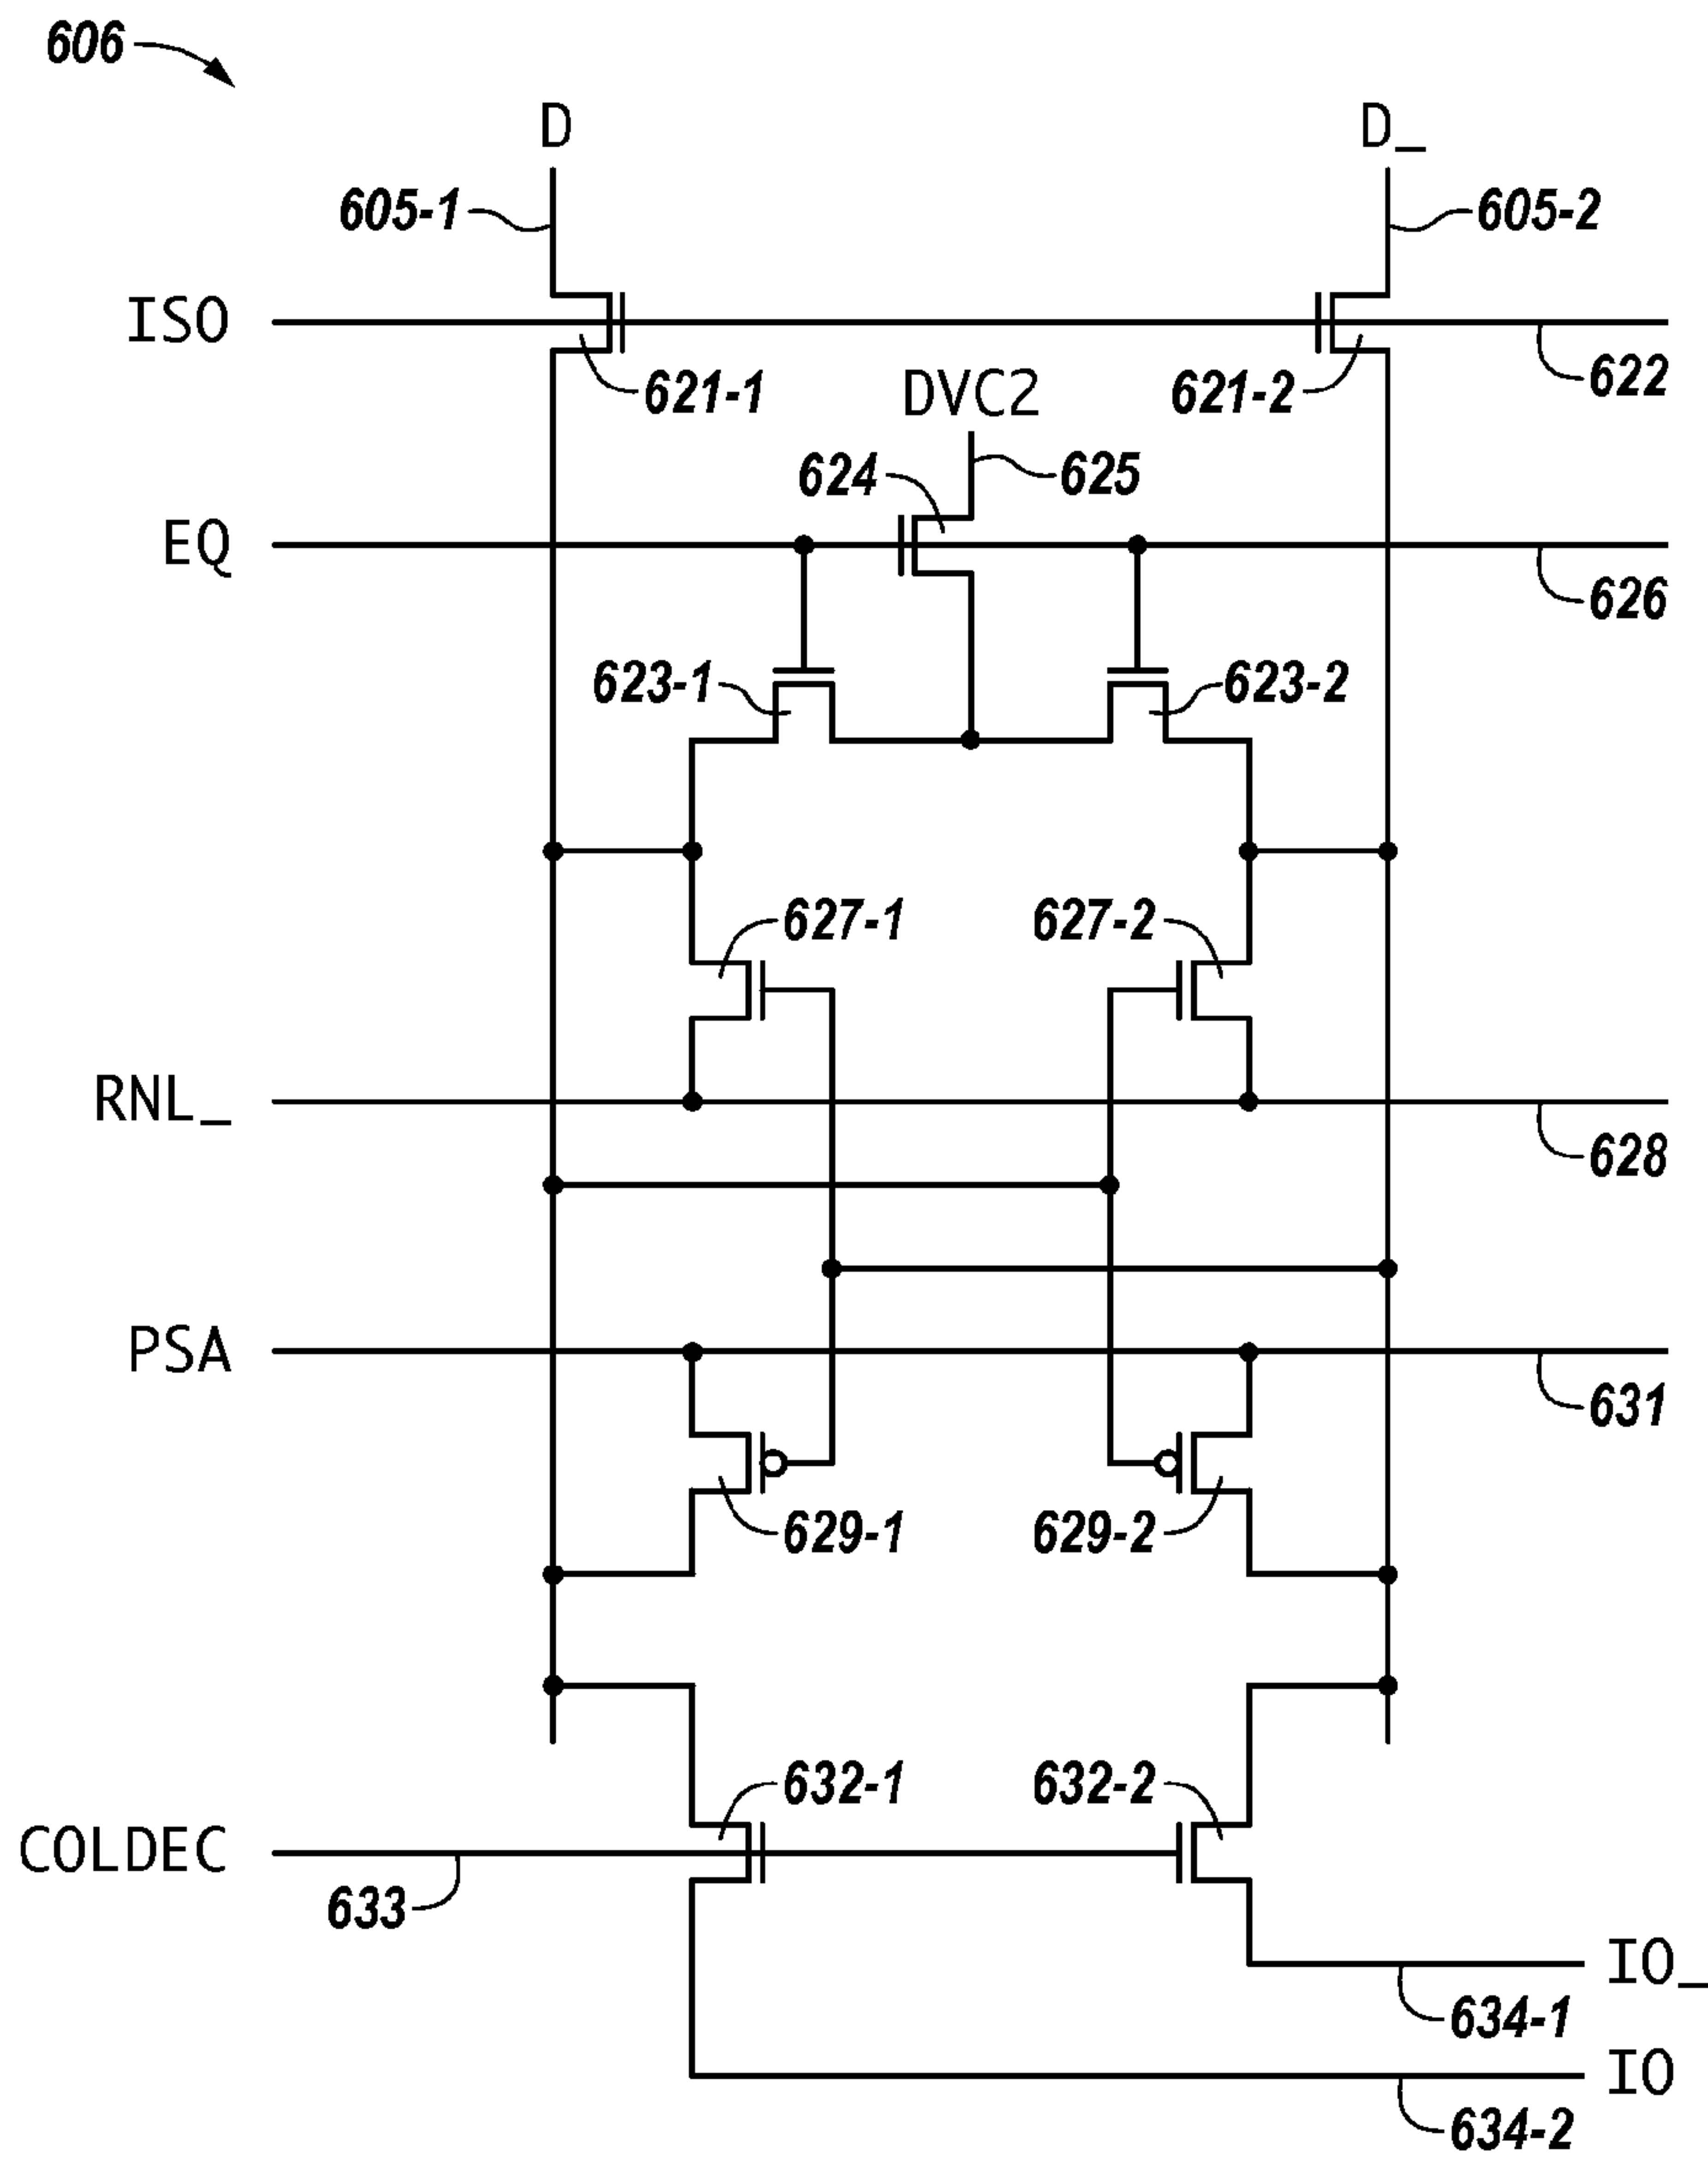 606
D D_
605-1 605-2
ISO
621-1 621-2 622
DVC2
624 625
EQ
626
623-1 623-2
627-1 627-2
RNL_
628
PSA
631
629-1 629-2
632-1 632-2
COLDEC
633
IO_
634-1
IO
634-2